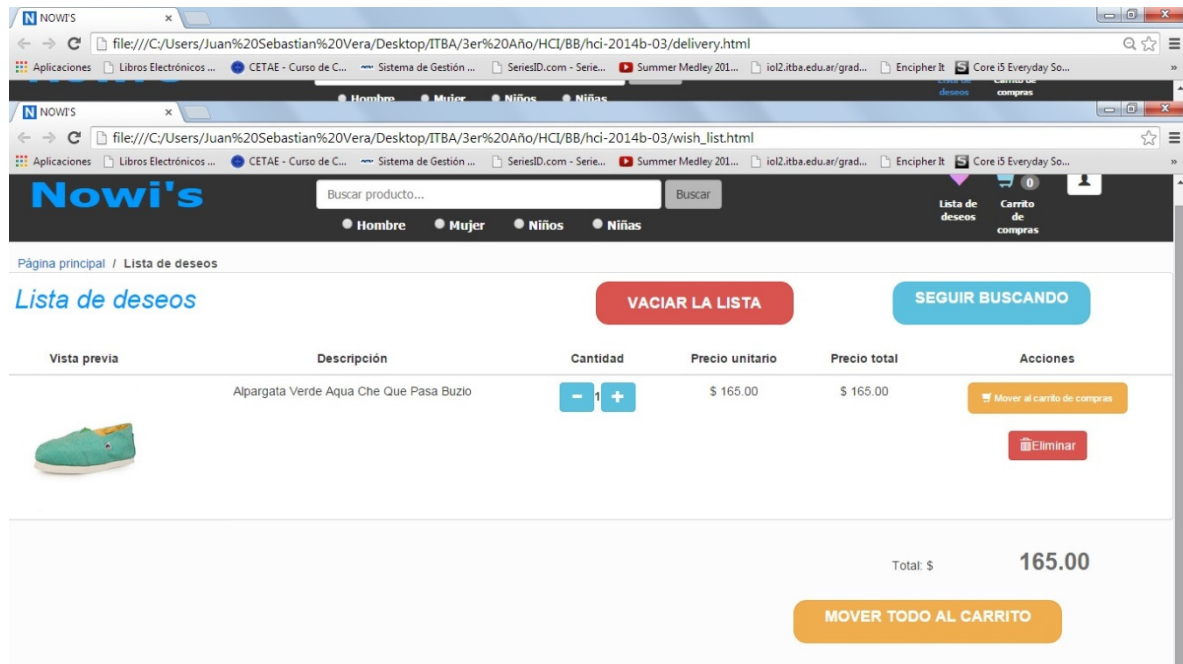 NOWI'S
file:///C:/Users/Juan%20Sebastian%20Vera/Desktop/ITBA/3er%20Año/HCI/BB/hci-2014b-03/delivery.html
Aplicaciones Libros Electrónicos ... CETAE - Curso de C... Sistema de Gestión ... SeriesID.com - Serie... Summer Medley 201... iol2.itba.edu.ar/grad... Encipher It Core i5 Everyday So... »
deseos compras
Hombre Mujer Niños Niñas
NOWI'S
file:///C:/Users/Juan%20Sebastian%20Vera/Desktop/ITBA/3er%20Año/HCI/BB/hci-2014b-03/wish_list.html
Aplicaciones Libros Electrónicos ... CETAE - Curso de C... Sistema de Gestión ... SeriesID.com - Serie... Summer Medley 201... iol2.itba.edu.ar/grad... Encipher It Core i5 Everyday So... »
Nowi's Buscar producto... Buscar 0
Lista de deseos Carrito de compras
Hombre Mujer Niños Niñas
Página principal / Lista de deseos
Lista de deseos VACIAR LA LISTA SEGUIR BUSCANDO
Vista previa Descripción Cantidad Precio unitario Precio total Acciones
Alpargata Verde Aqua Che Que Pasa Buzio - 1 + $ 165.00 $ 165.00 Mover al carrito de compras
Eliminar
Total: $ 165.00
MOVER TODO AL CARRITO